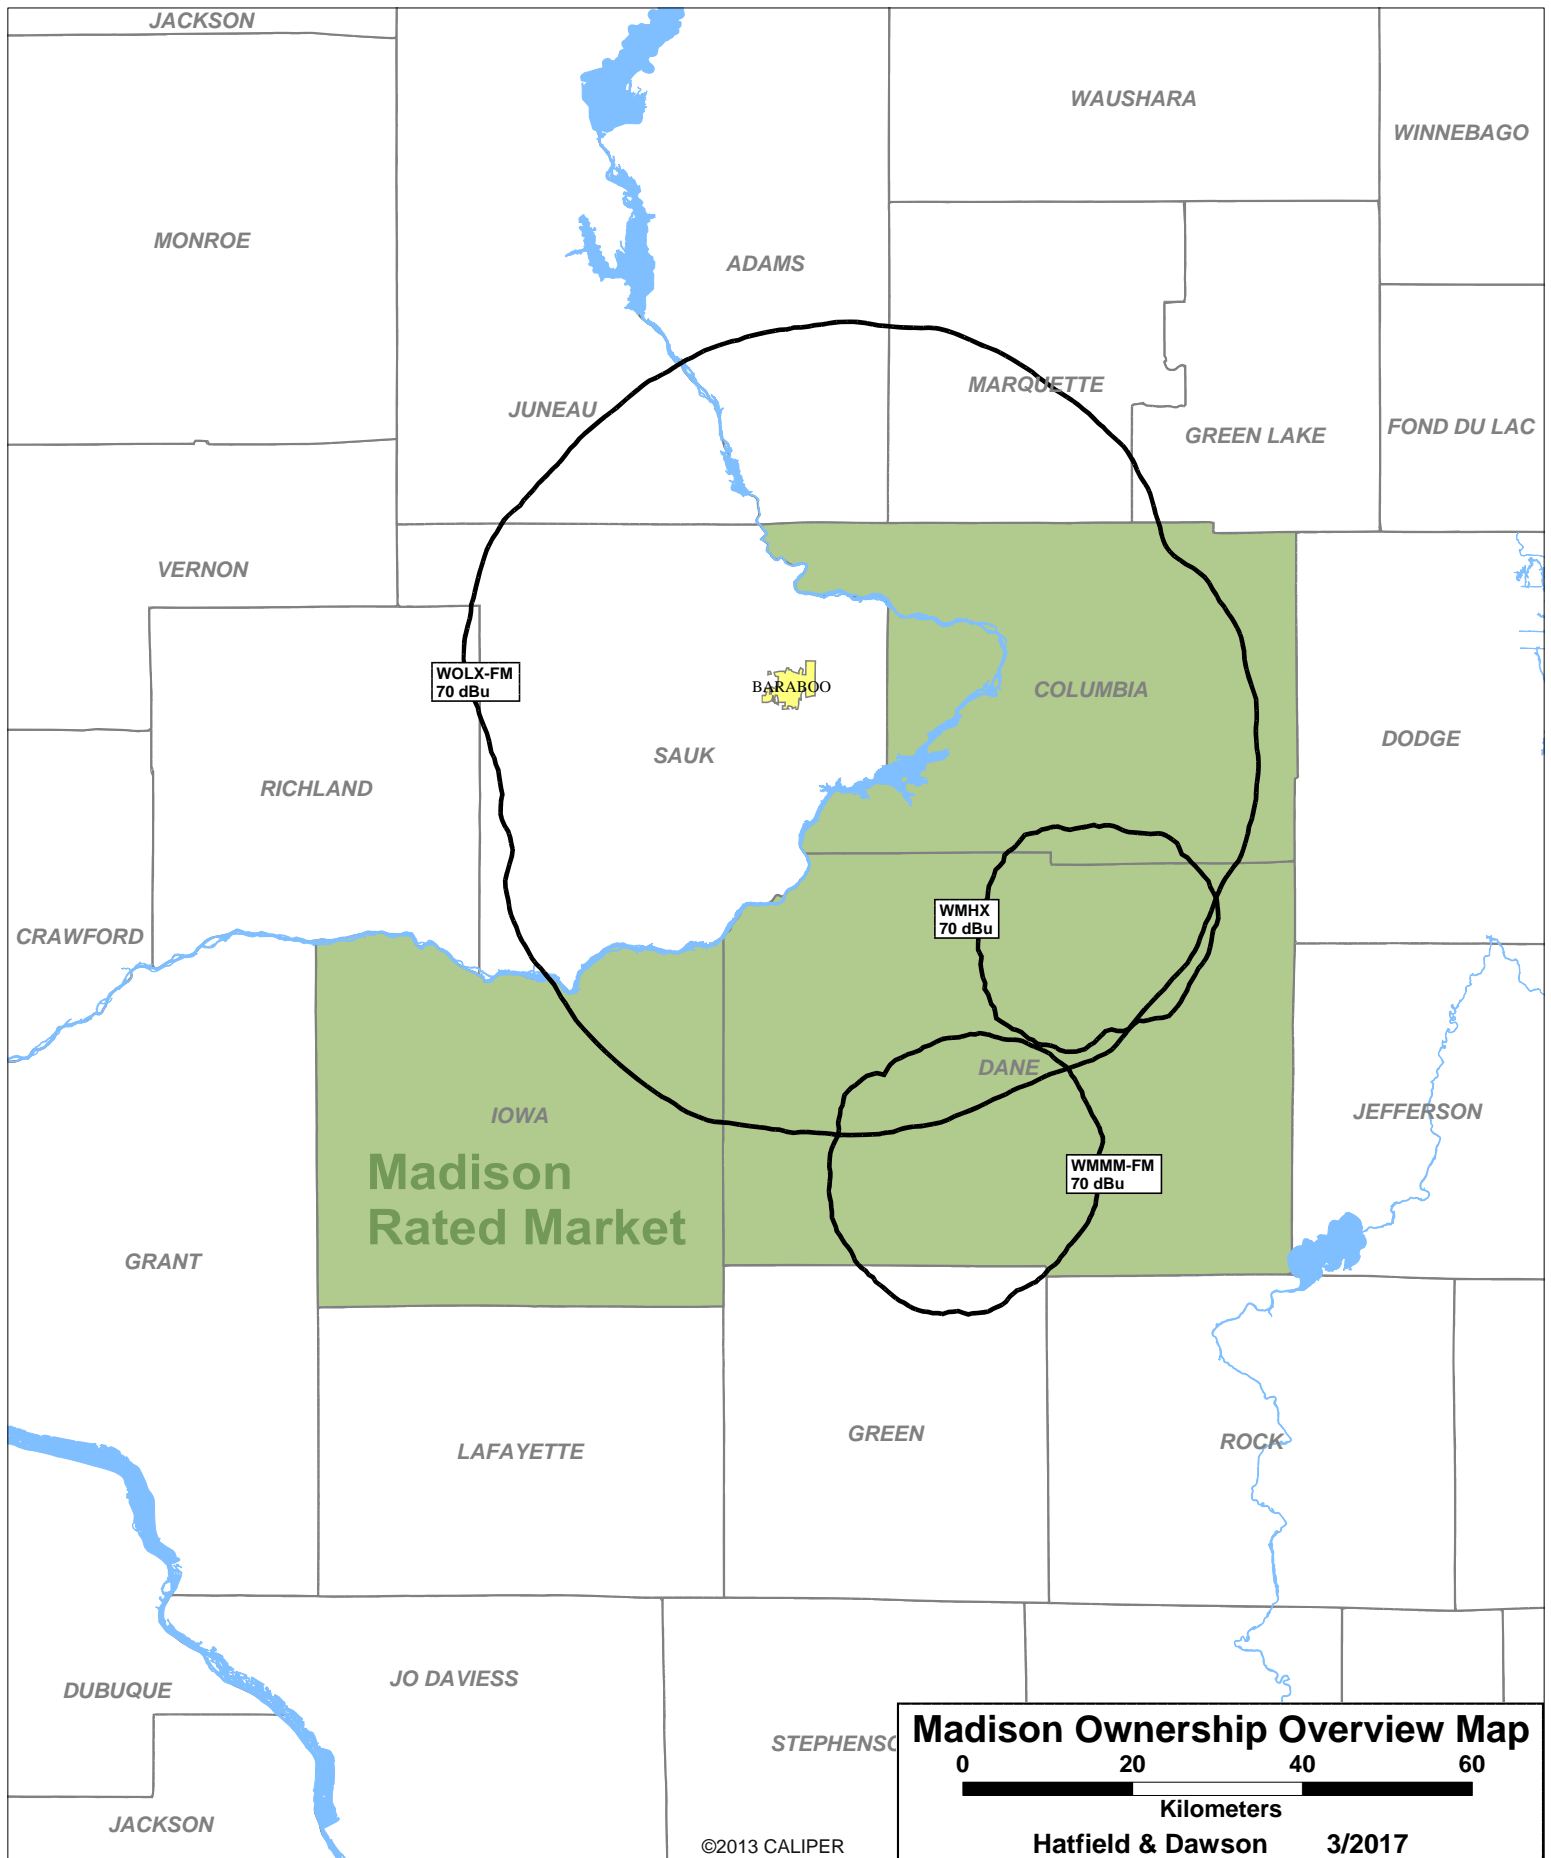 JACKSON
WAUSHARA
WINNEBAGO
MONROE
ADAMS
MARQUETTE
JUNEAU
FOND DU LAC
GREEN LAKE
VERNON
WOLX-FM
70 dBu
BARABOO
COLUMBIA
DODGE
SAUK
RICHLAND
WMHX
70 dBu
CRAWFORD
DANE
IOWA
JEFFERSON
Madison
Rated Market
WMMM-FM
70 dBu
GRANT
GREEN
ROCK
LAFAYETTE
JO DAVIESS
DUBUQUE
STEPHENSO
Madison Ownership Overview Map
0 20 40 60
Kilometers
Hatfield & Dawson 3/2017
JACKSON
©2013 CALIPER